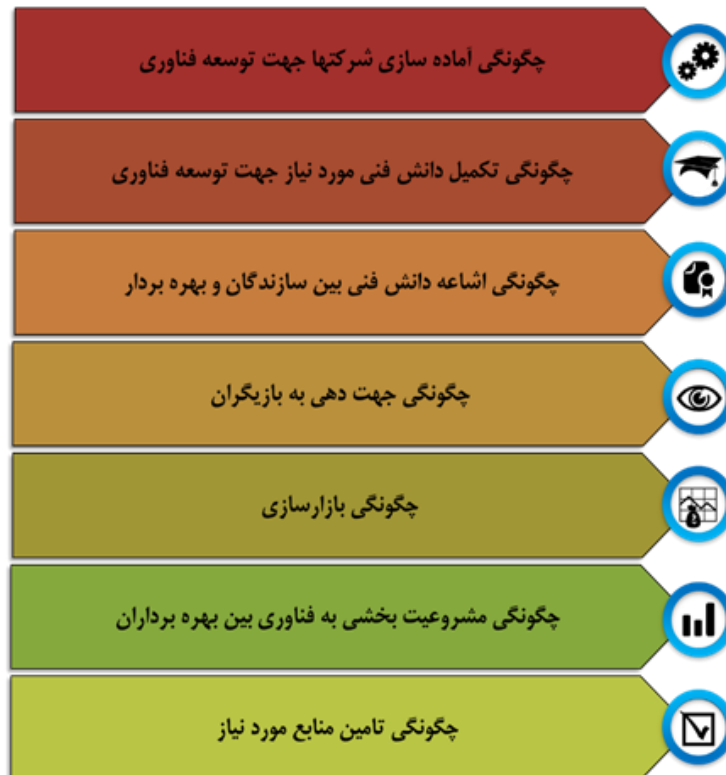 چگونگی آماده سازی شرکتها جهت توسعه فناوری
چگونگی تکمیل دانش فنی مورد نیاز جهت توسعه فناوری
چگونگی اشاعه دانش فنی بین سازندگان و بهره بردار
چگونگی جهت دهی به بازیگران
چگونگی بازارسازی
چگونگی مشروعیت بخشی به فناوری بین بهره برداران
چگونگی تامین منابع مورد نیاز